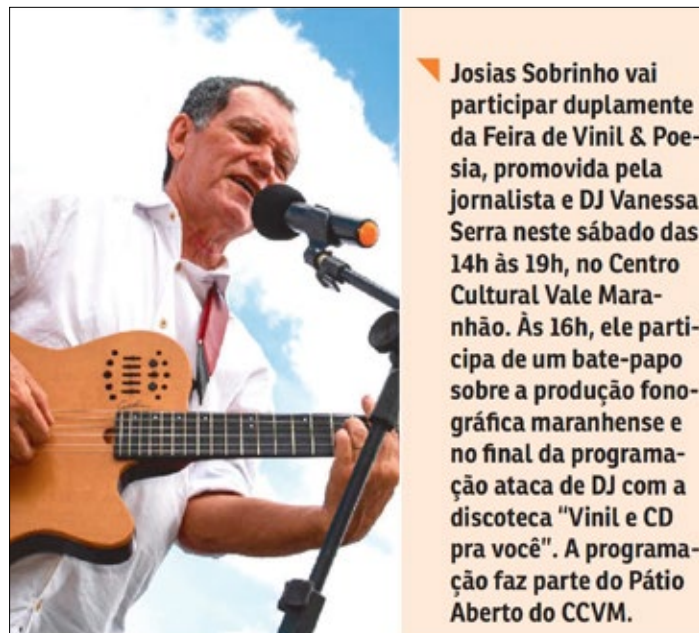 Josias Sobrinho vai
participar duplamente
da Feira de Vinil & Poe-
sia, promovida pela
jornalista e DJ Vanessa
Serra neste sábado das
14h às 19h, no Centro
Cultural Vale Mara-
nhão. Às 16h, ele parti-
cipa de um bate-papo
sobre a produção fono-
gráfica maranhense e
no final da programa-
ção ataca de DJ com a
discoteca “Vinil e CD
pra você”. A programa-
ção faz parte do Pátio
Aberto do CCVM.